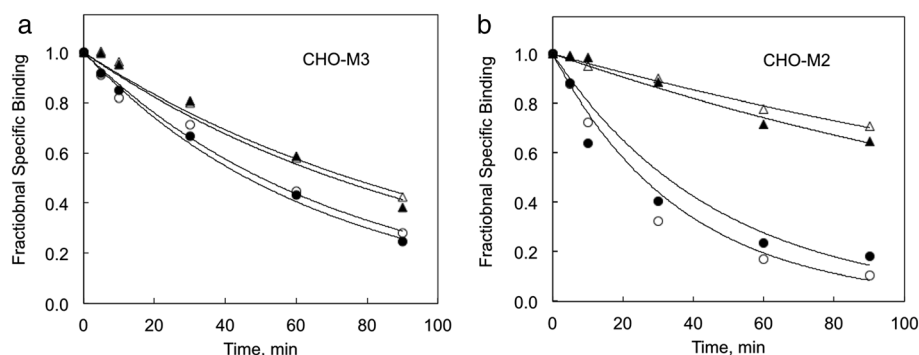 a
CHO-M3
Fractiobnal Specific Binding
1.0
0.8
0.6
0.4
0.2
0.0
0 20 40 60 80 100
Time, min
b
CHO-M2
Fractiobnal Specific Binding
1.0
0.8
0.6
0.4
0.2
0.0
0 20 40 60 80 100
Time, min